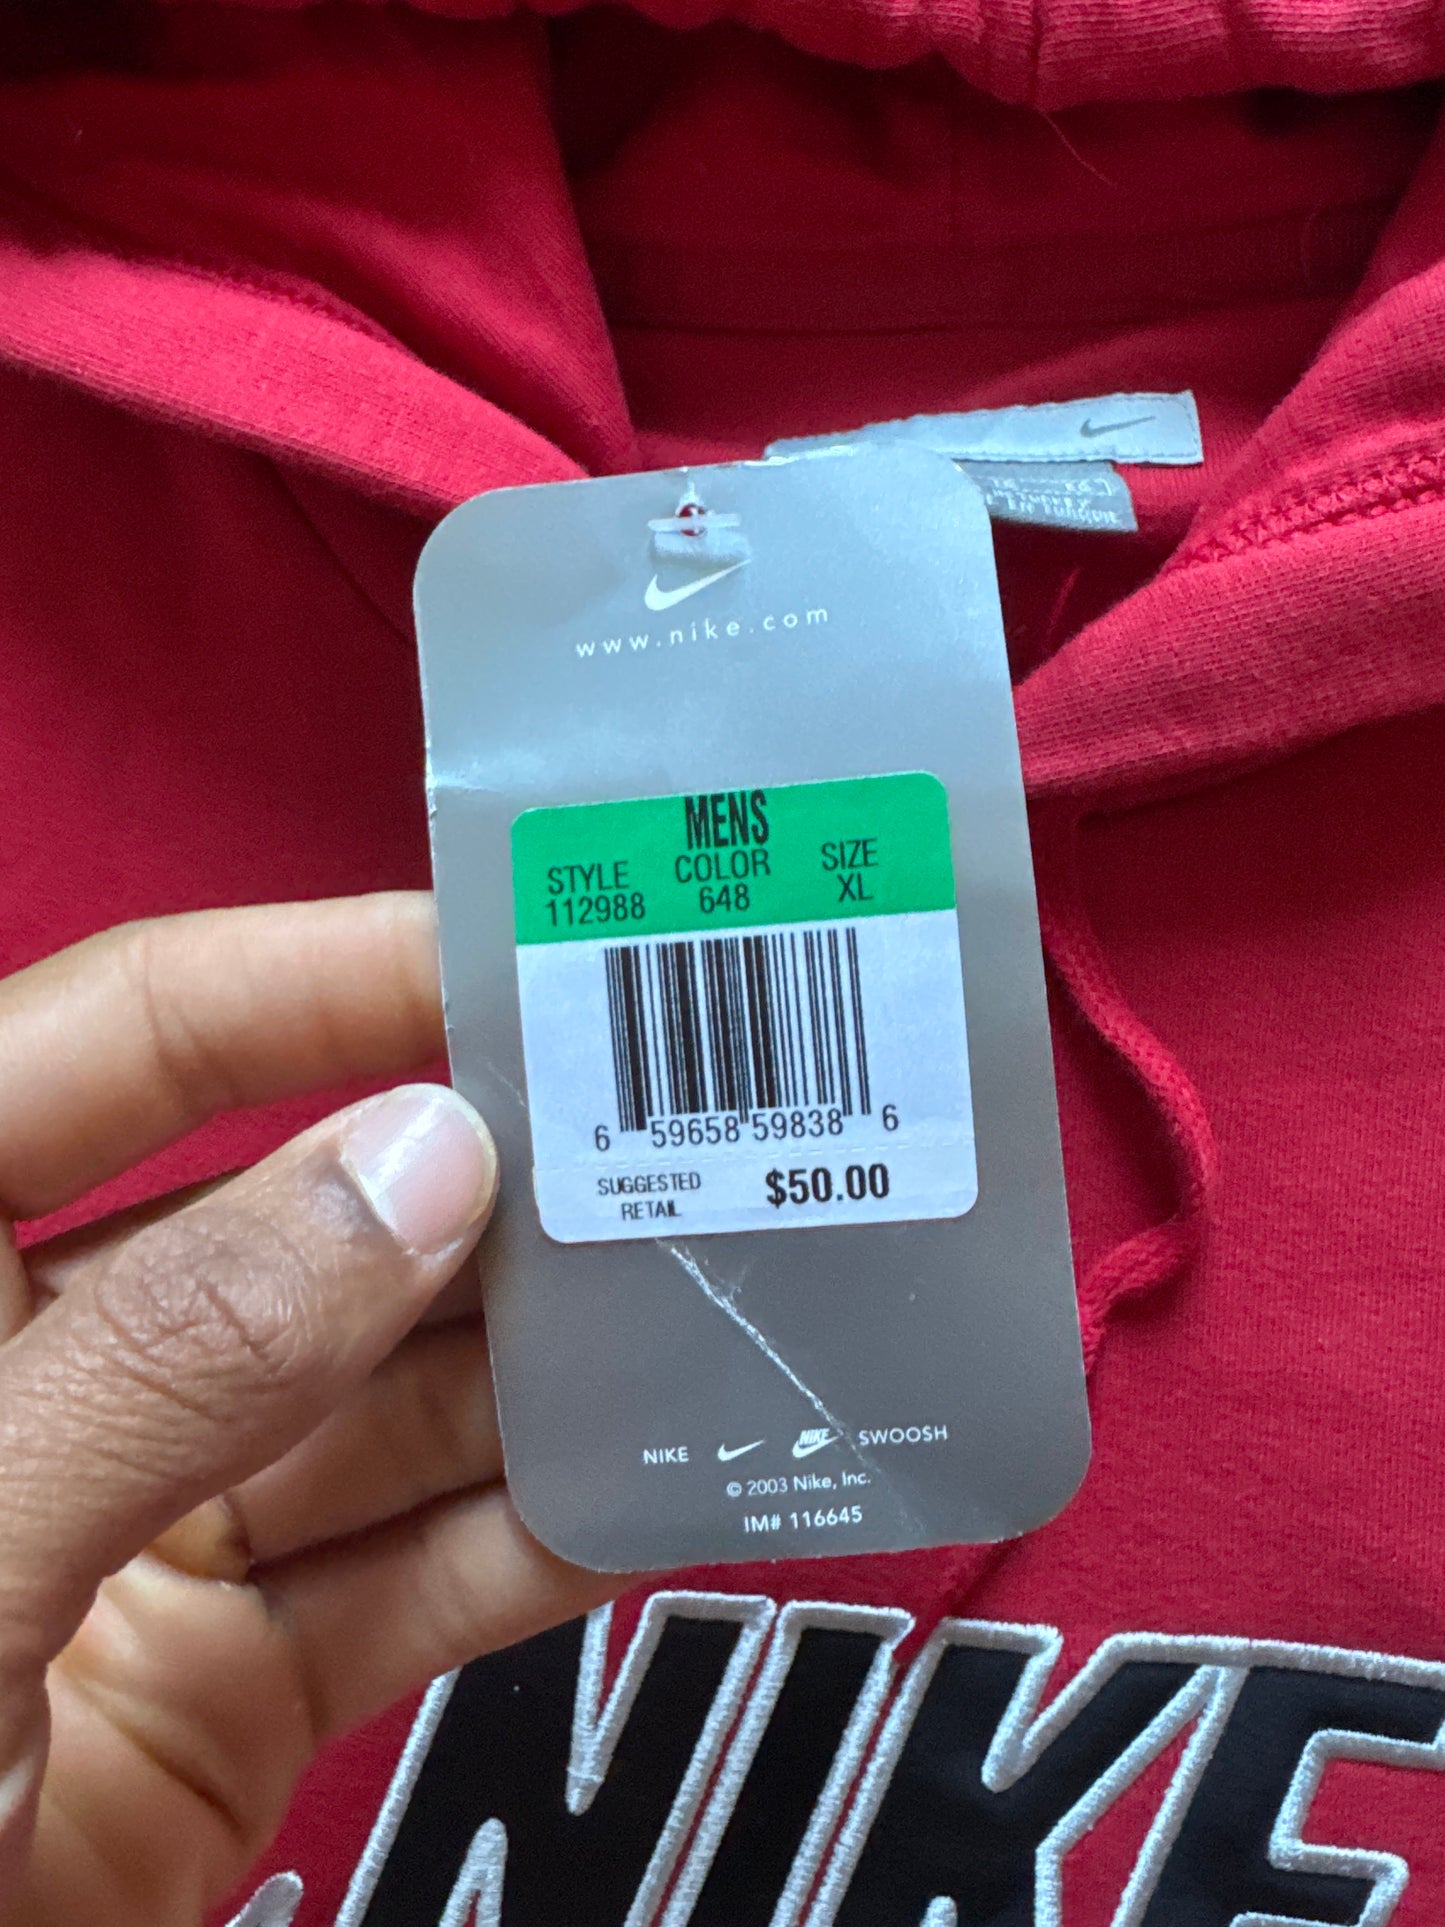 www.nike.com
MENS
STYLE COLOR SIZE
112988 648 XL
6 59658 59838 6
SUGGESTED RETAIL $50.00
NIKE NIKE SWOOSH
© 2003 Nike, Inc.
IM# 116645
NIKE